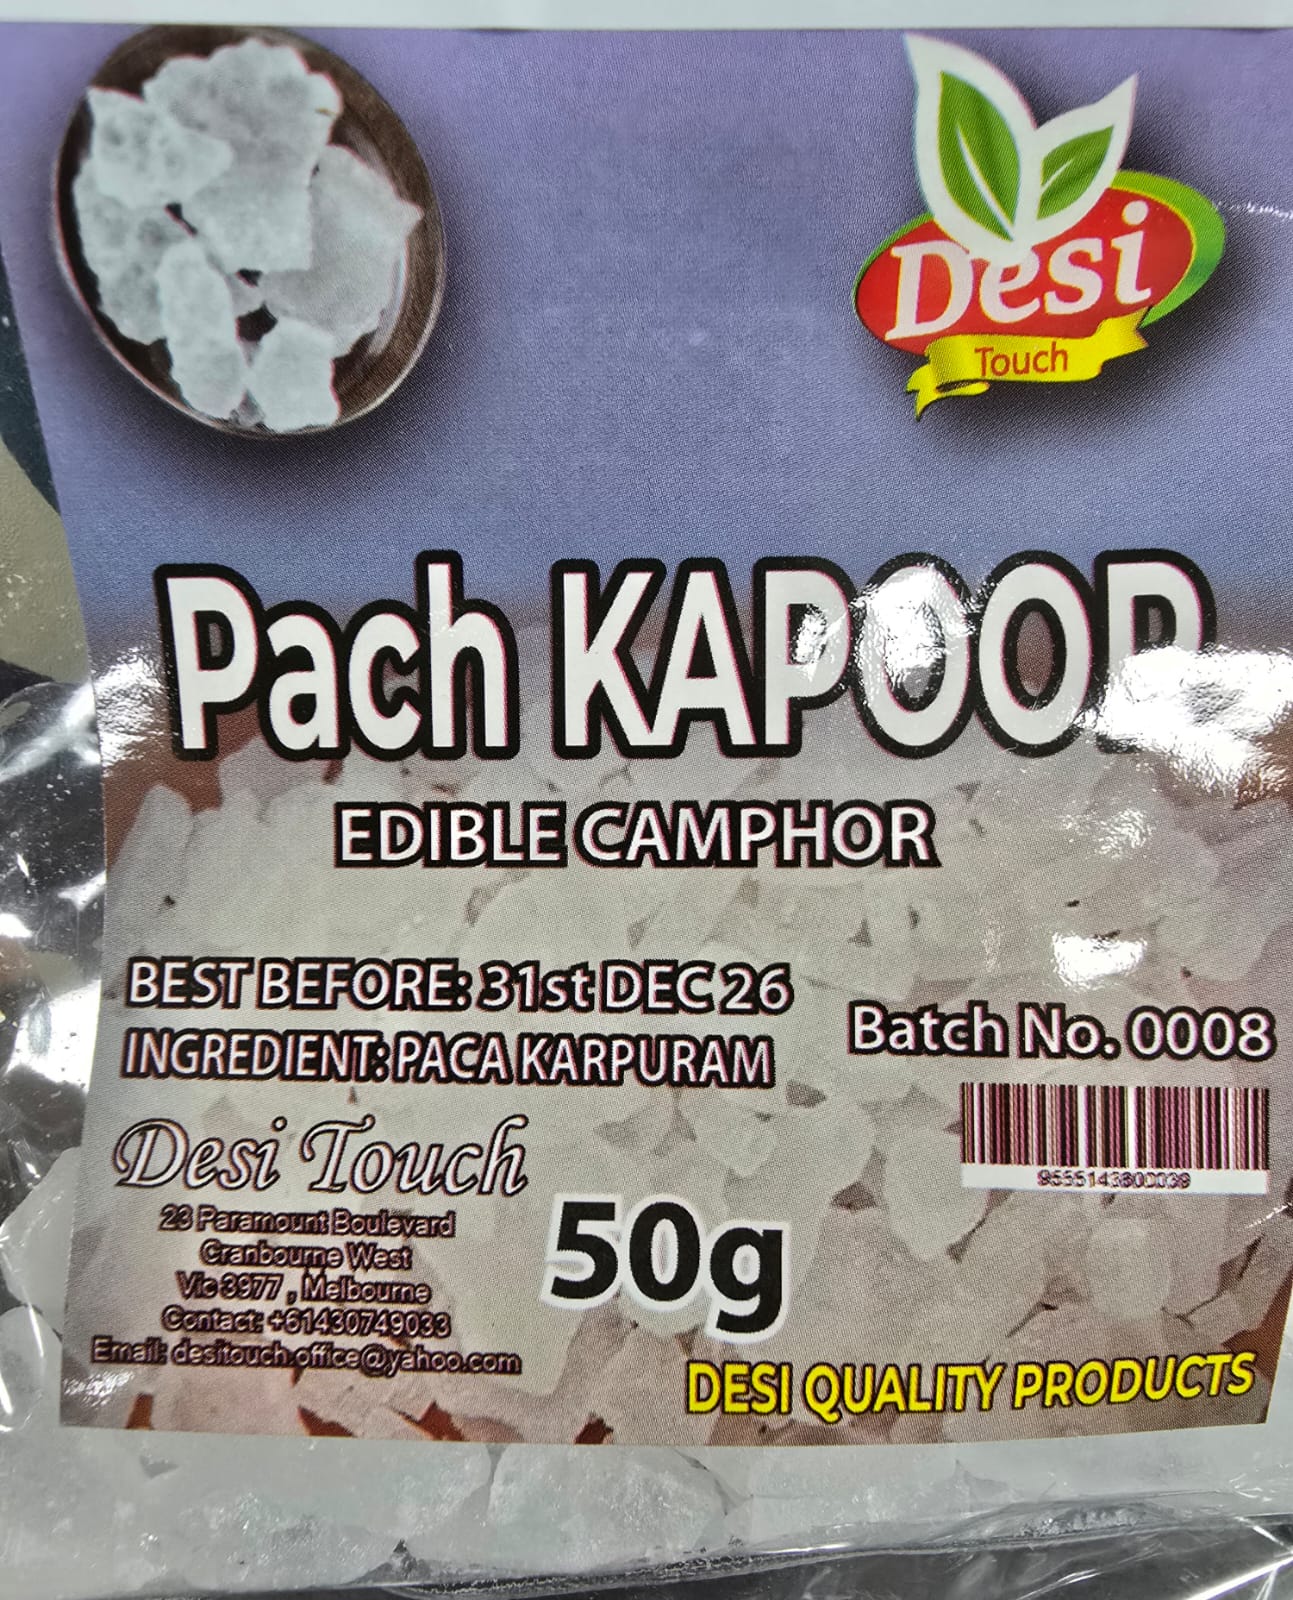 Desi
Touch
Pach KAPOOR
EDIBLE CAMPHOR
BEST BEFORE: 31st DEC 26
INGREDIENT: PACA KARPURAM
Batch No. 0008
Desi Touch
23 Paramount Boulevard
Cranbourne West
Vic 3977 , Melbourne
Contact: +61430749033
Email: desitouch.office@yahoo.com
50g
DESI QUALITY PRODUCTS